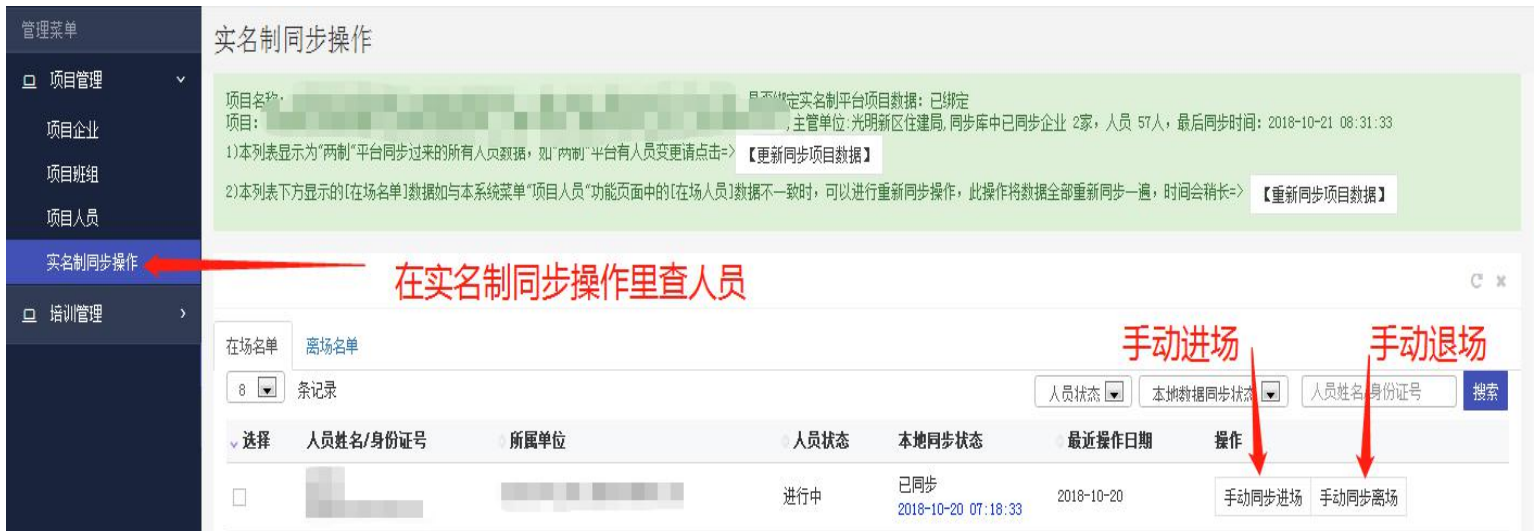 管理菜单
项目管理
项目企业
项目班组
项目人员
实名制同步操作
培训管理
实名制同步操作
项目名称: 是否绑定实名制平台项目数据: 已绑定
项目: ,主管单位:光明新区住建局,同步库中已同步企业 2家, 人员 57人, 最后同步时间: 2018-10-21 08:31:33
1)本列表显示为"两制"平台同步过来的所有人员数据, 如"两制"平台有人员变更请点击=> 【更新同步项目数据】
2)本列表下方显示的[在场名单]数据如与本系统菜单"项目人员"功能页面中的[在场人员]数据不一致时, 可以进行重新同步操作, 此操作将数据全部重新同步一遍, 时间会稍长=> 【重新同步项目数据】
在实名制同步操作里查人员
手动进场 手动退场
在场名单 离场名单
8 条记录 人员状态 本地数据同步状态 人员姓名/身份证号 搜索
选择 人员姓名/身份证号 所属单位 人员状态 本地同步状态 最近操作日期 操作
进行中 已同步 2018-10-20 手动同步进场 手动同步离场
2018-10-20 07:18:33